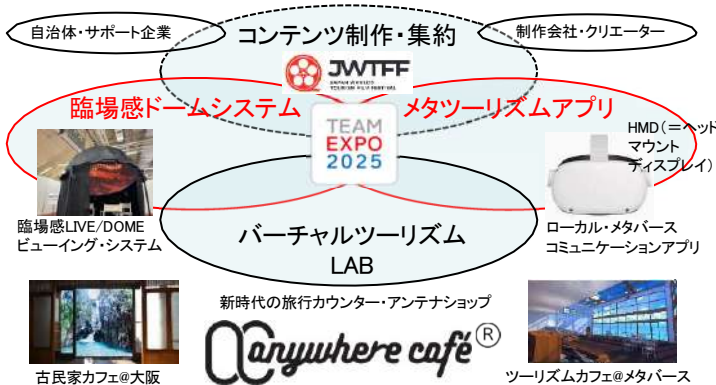 自治体・サポート企業
コンテンツ制作・集約
制作会社・クリエーター
JWTFF
JAPAN WORLD'S
TOURISM FILM FESTIVAL
臨場感ドームシステム
メタツーリズムアプリ
TEAM
EXPO
2025
HMD(=ヘッド
マウント
ディスプレイ)
臨場感LIVE/DOME
ビューイング・システム
ローカル・メタバース
コミュニケーションアプリ
バーチャルツーリズム
LAB
新時代の旅行カウンター・アンテナショップ
anywhere café®
古民家カフェ@大阪
ツーリズムカフェ@メタバース